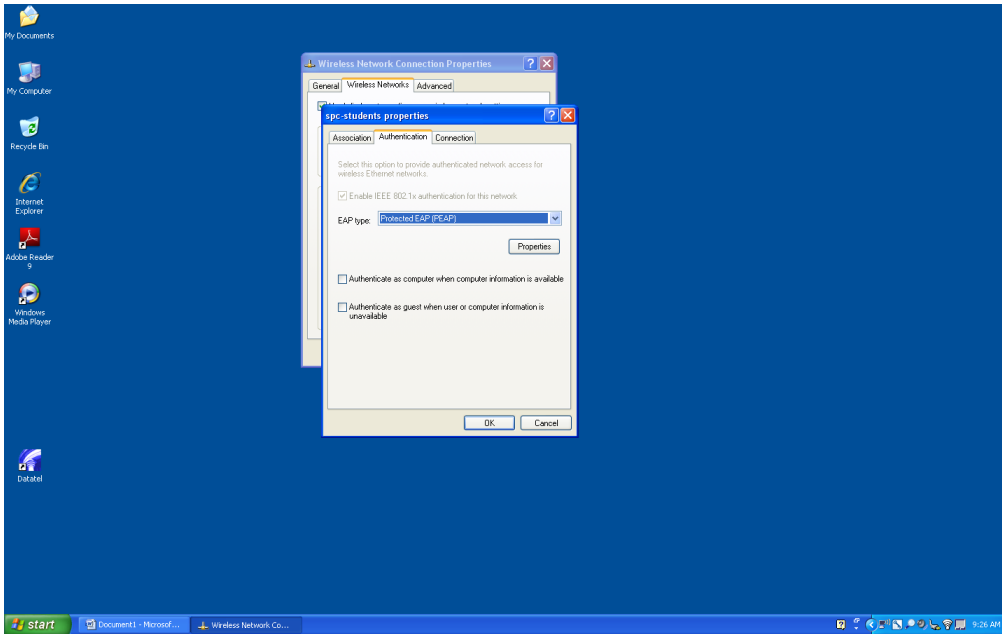 My Documents
My Computer
Recycle Bin
Internet
Explorer
Adobe Reader
9
Windows
Media Player
Datatel
Wireless Network Connection Properties
General
Wireless Networks
Advanced
spc-students properties
Association
Authentication
Connection
Select this option to provide authenticated network access for
wireless Ethernet networks.
Enable IEEE 802.1x authentication for this network
EAP type:
Protected EAP (PEAP)
Properties
Authenticate as computer when computer information is available
Authenticate as guest when user or computer information is
unavailable
OK
Cancel
start
Document1 - Microsof...
Wireless Network Co...
9:26 AM